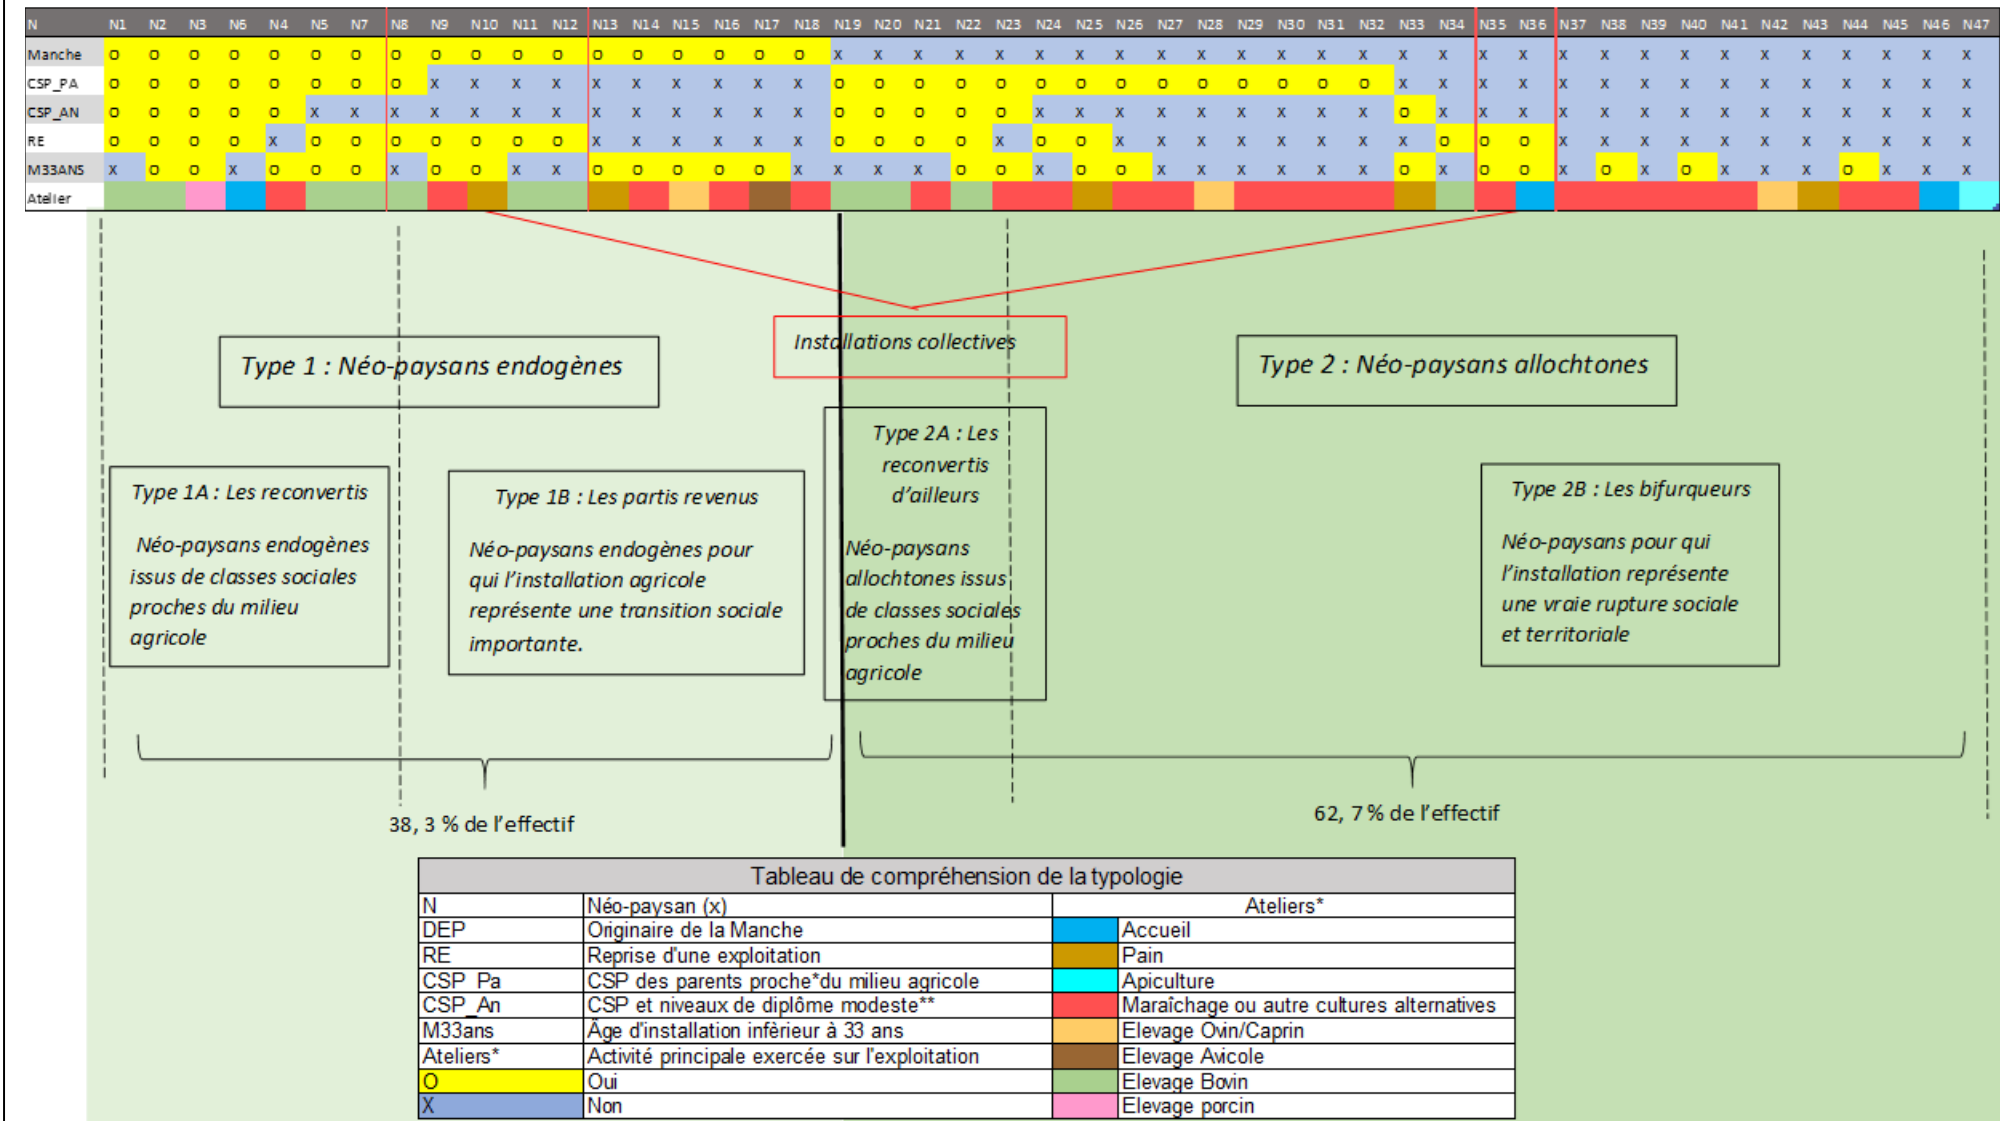 N N1 N2 N3 N6 N4 N5 N7 N8 N9 N10 N11 N12 N13 N14 N15 N16 N17 N18 N19 N20 N21 N22 N23 N24 N25 N26 N27 N28 N29 N30 N31 N32 N33 N34 N35 N36 N37 N38 N39 N40 N41 N42 N43 N44 N45 N46 N47
Manche O O O O O O O O O O O O O O O O O O X X X X X X X X X X X X X X X X X X X X X X X X X X X X X
CSP_PA O O O O O O O O X X X X X X X X X X O O O O O O O O O O O O O O X X X X X X X X X X X X X X X
CSP_AN O O O O O X X X X X X X X X X X X X O O O O O X X X X X X X X X O X X X X X X X X X X X X X X
RE O O O O X O O O O O O O X X X X X X O O O O X O O X X X X X X X X O O O X X X X X X X X X X X
M33ANS X O O X O O O X O O X X O O O O O X X X X O O X O O X X X X X X O X O O X O X O X X X O X X X
Atelier
Installations collectives
Type 1 : Néo-paysans endogènes
Type 2 : Néo-paysans allochtones
Type 1A : Les reconvertis
Néo-paysans endogènes
issus de classes sociales
proches du milieu
agricole
Type 1B : Les partis revenus
Néo-paysans endogènes pour
qui l’installation agricole
représente une transition sociale
importante.
Type 2A : Les
reconvertis
d’ailleurs
Néo-paysans
allochtones issus
de classes sociales
proches du milieu
agricole
Type 2B : Les bifurqueurs
Néo-paysans pour qui
l’installation représente
une vraie rupture sociale
et territoriale
38, 3 % de l’effectif
62, 7 % de l’effectif
Tableau de compréhension de la typologie
N Néo-paysan (x) Ateliers*
DEP Originaire de la Manche Accueil
RE Reprise d'une exploitation Pain
CSP_Pa CSP des parents proche*du milieu agricole Apiculture
CSP_An CSP et niveaux de diplôme modeste** Maraîchage ou autre cultures alternatives
M33ans Âge d'installation infèrieur à 33 ans Elevage Ovin/Caprin
Ateliers* Activité principale exercée sur l'exploitation Elevage Avicole
O Oui Elevage Bovin
X Non Elevage porcin